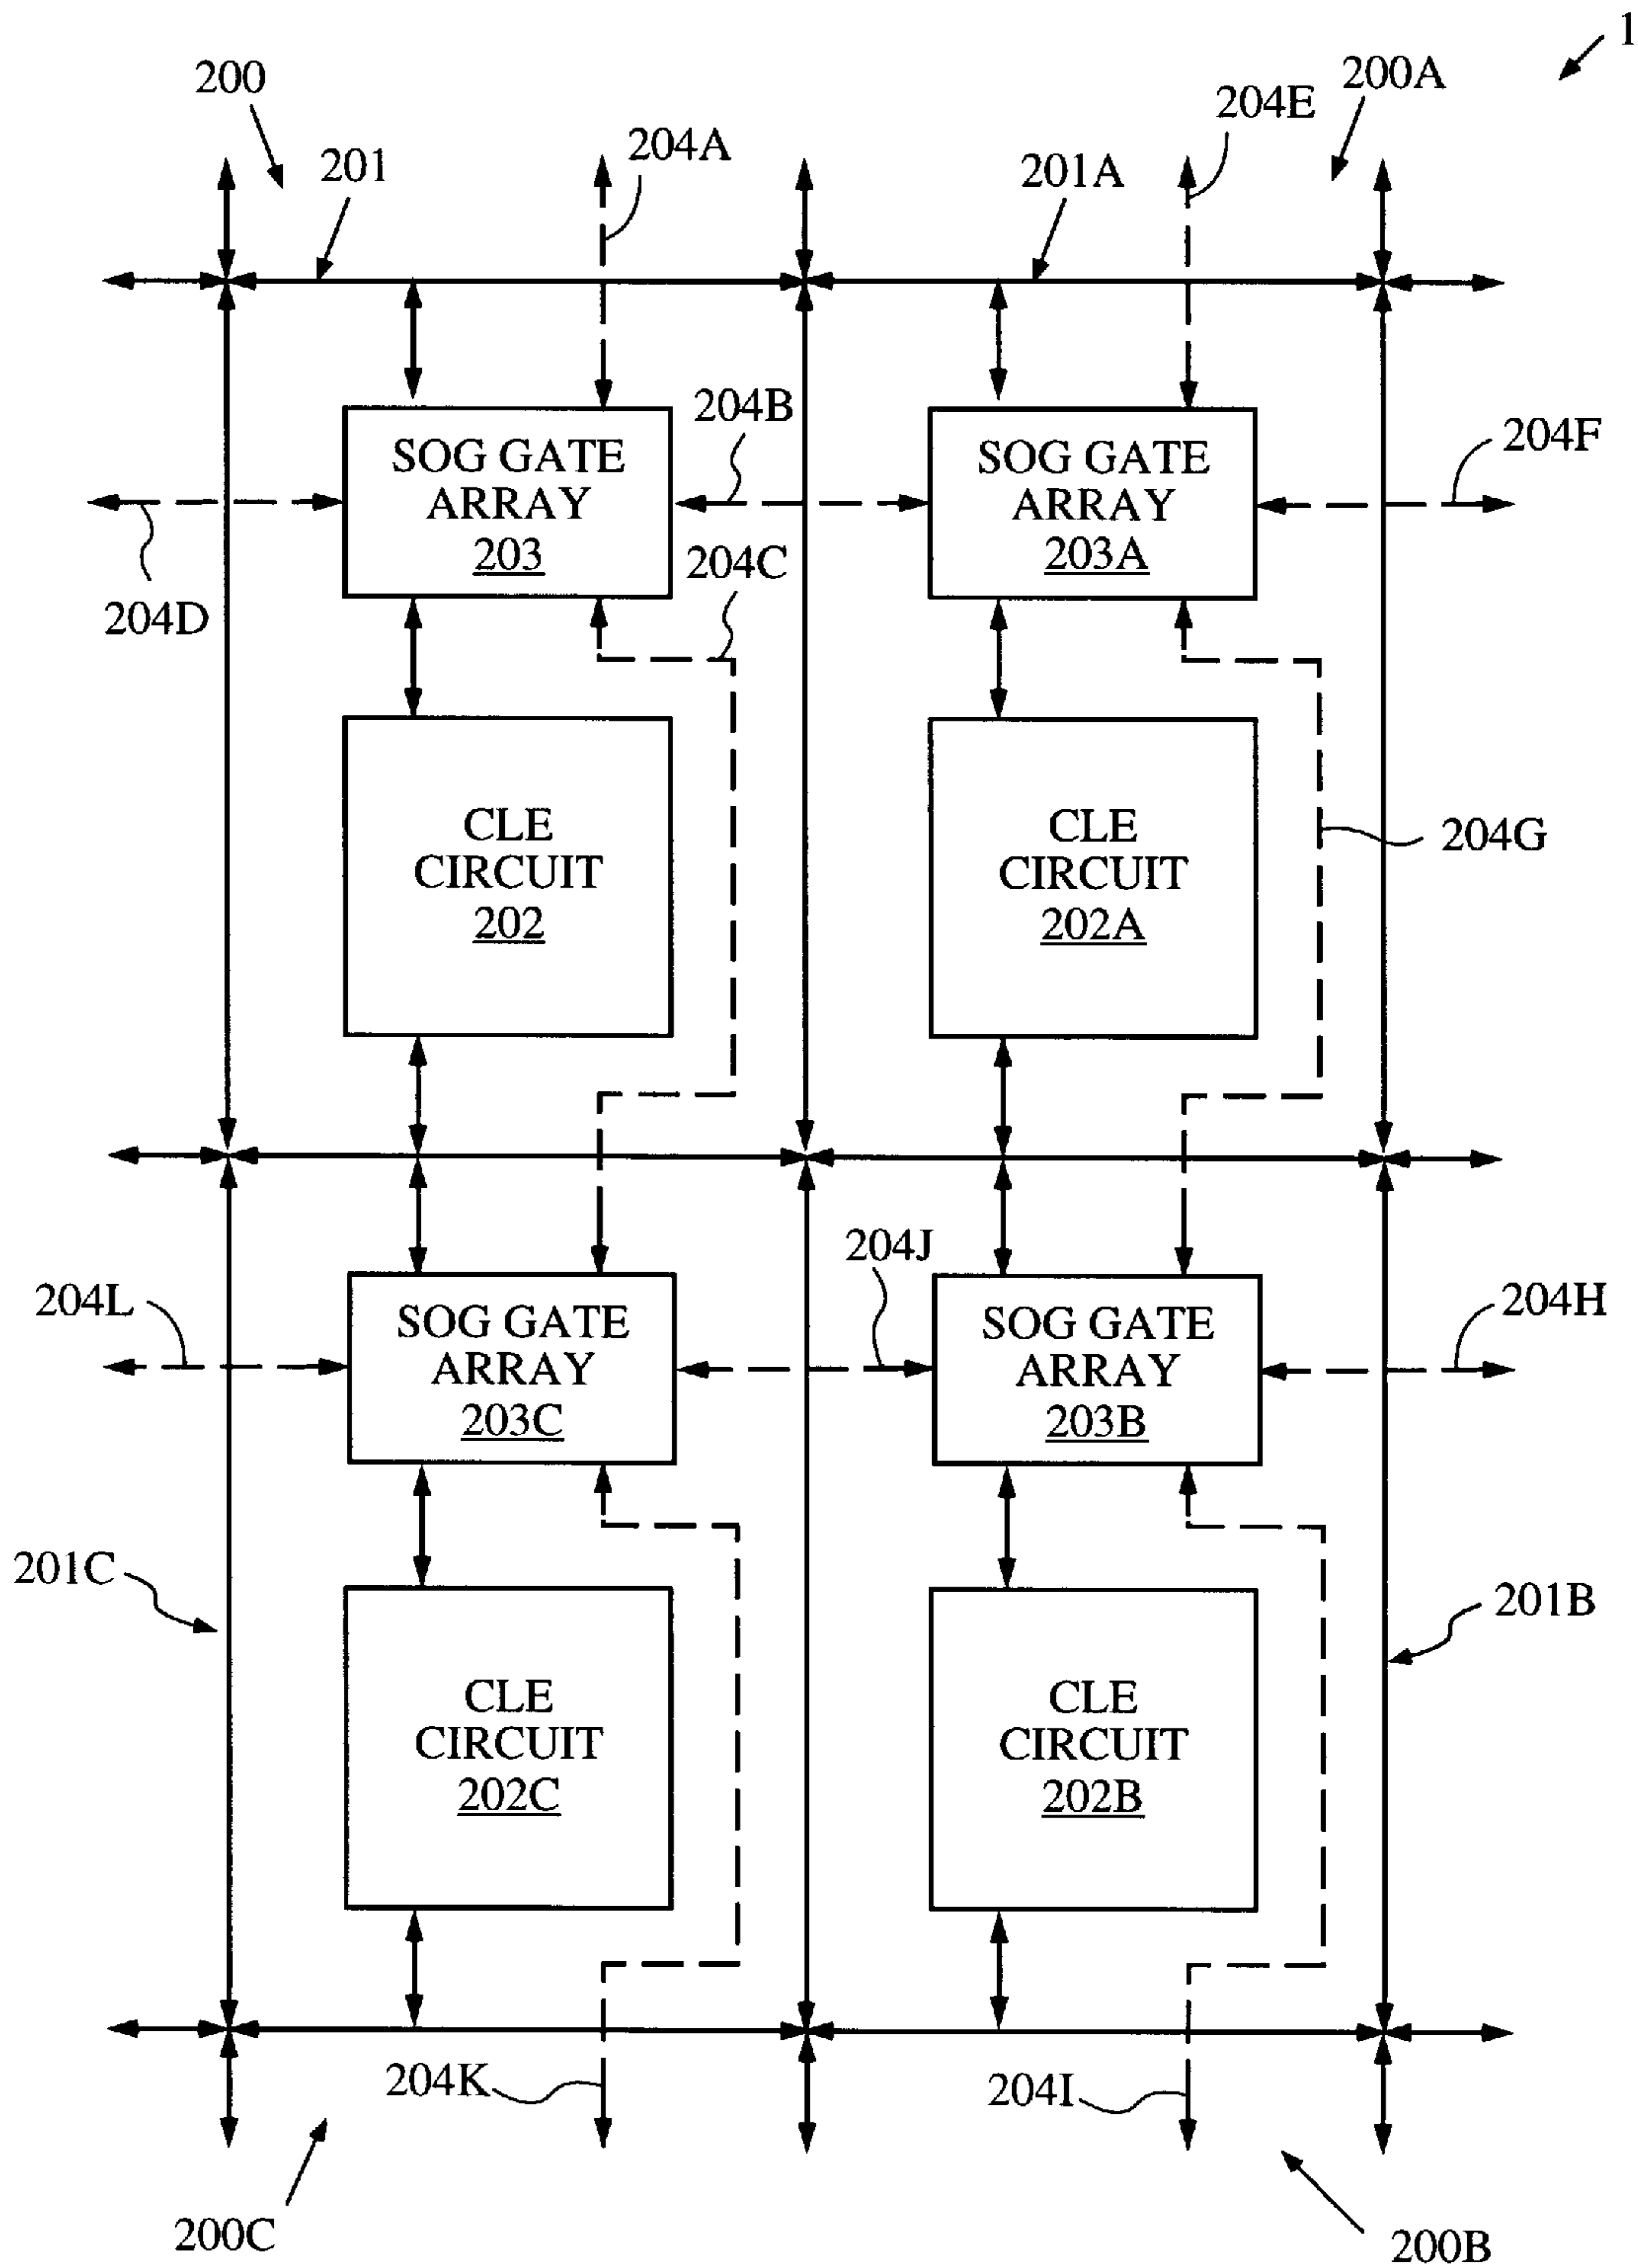 1
200
200A
204E
204A
201
201A
204B
204F
SOG GATE
ARRAY
203
SOG GATE
ARRAY
203A
204C
204D
CLE
CIRCUIT
202
CLE
CIRCUIT
202A
204G
204J
204L
204H
SOG GATE
ARRAY
203C
SOG GATE
ARRAY
203B
201C
201B
CLE
CIRCUIT
202C
CLE
CIRCUIT
202B
204K
204I
200C
200B